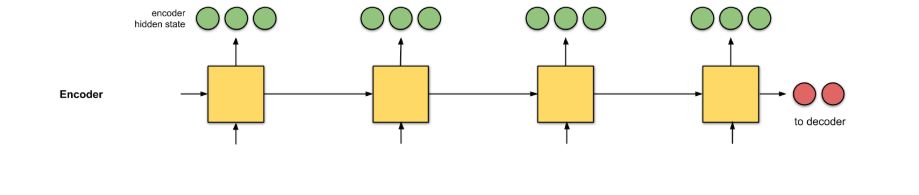 encoder
hidden state
Encoder
to decoder